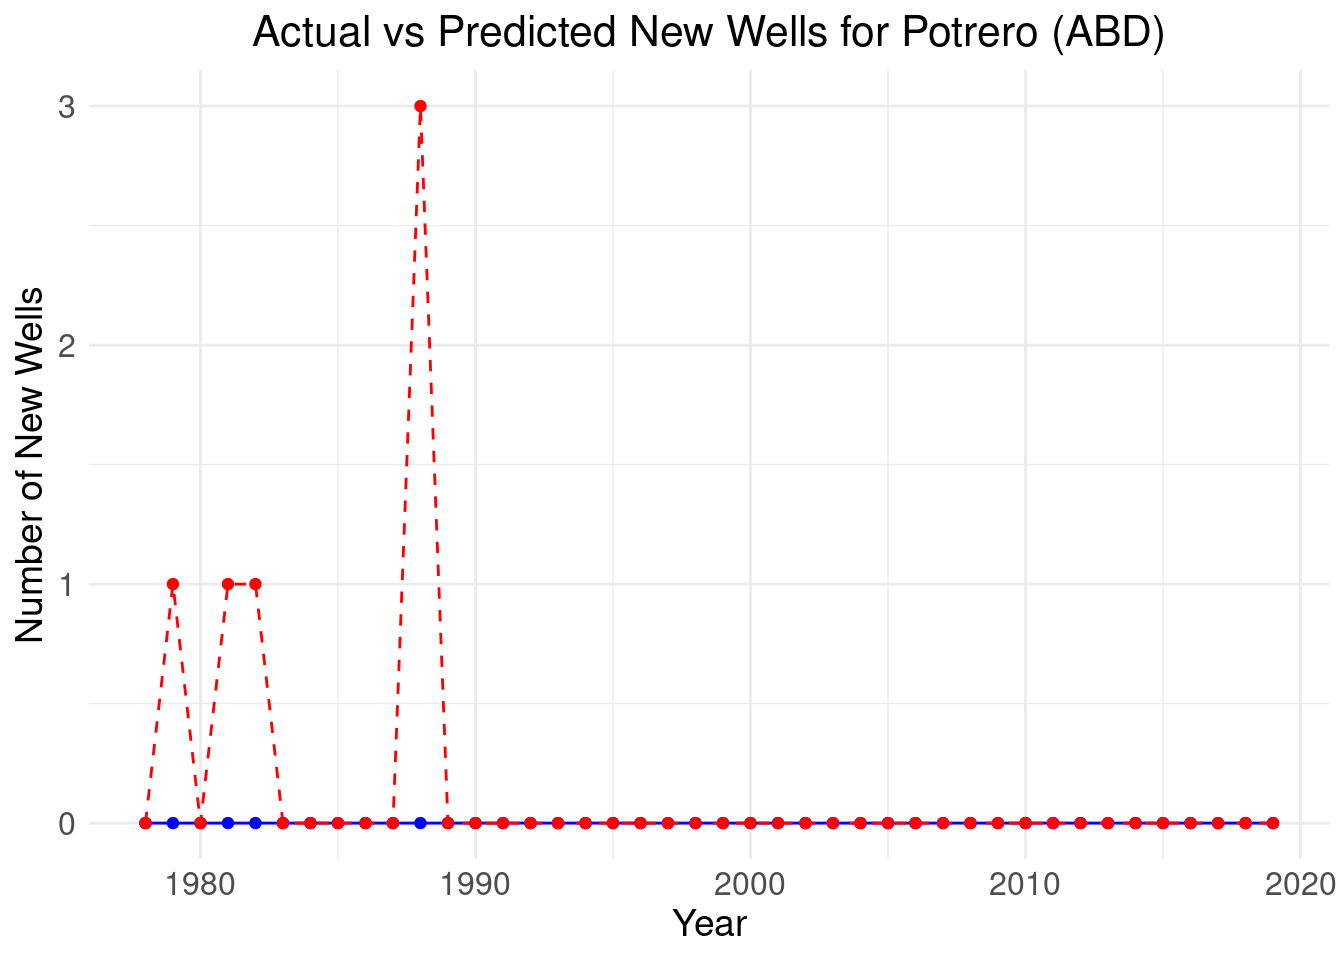 Actual vs Predicted New Wells for Potrero (ABD)
Number of New Wells
3
2
1
0
1980 1990 2000 2010 2020
Year